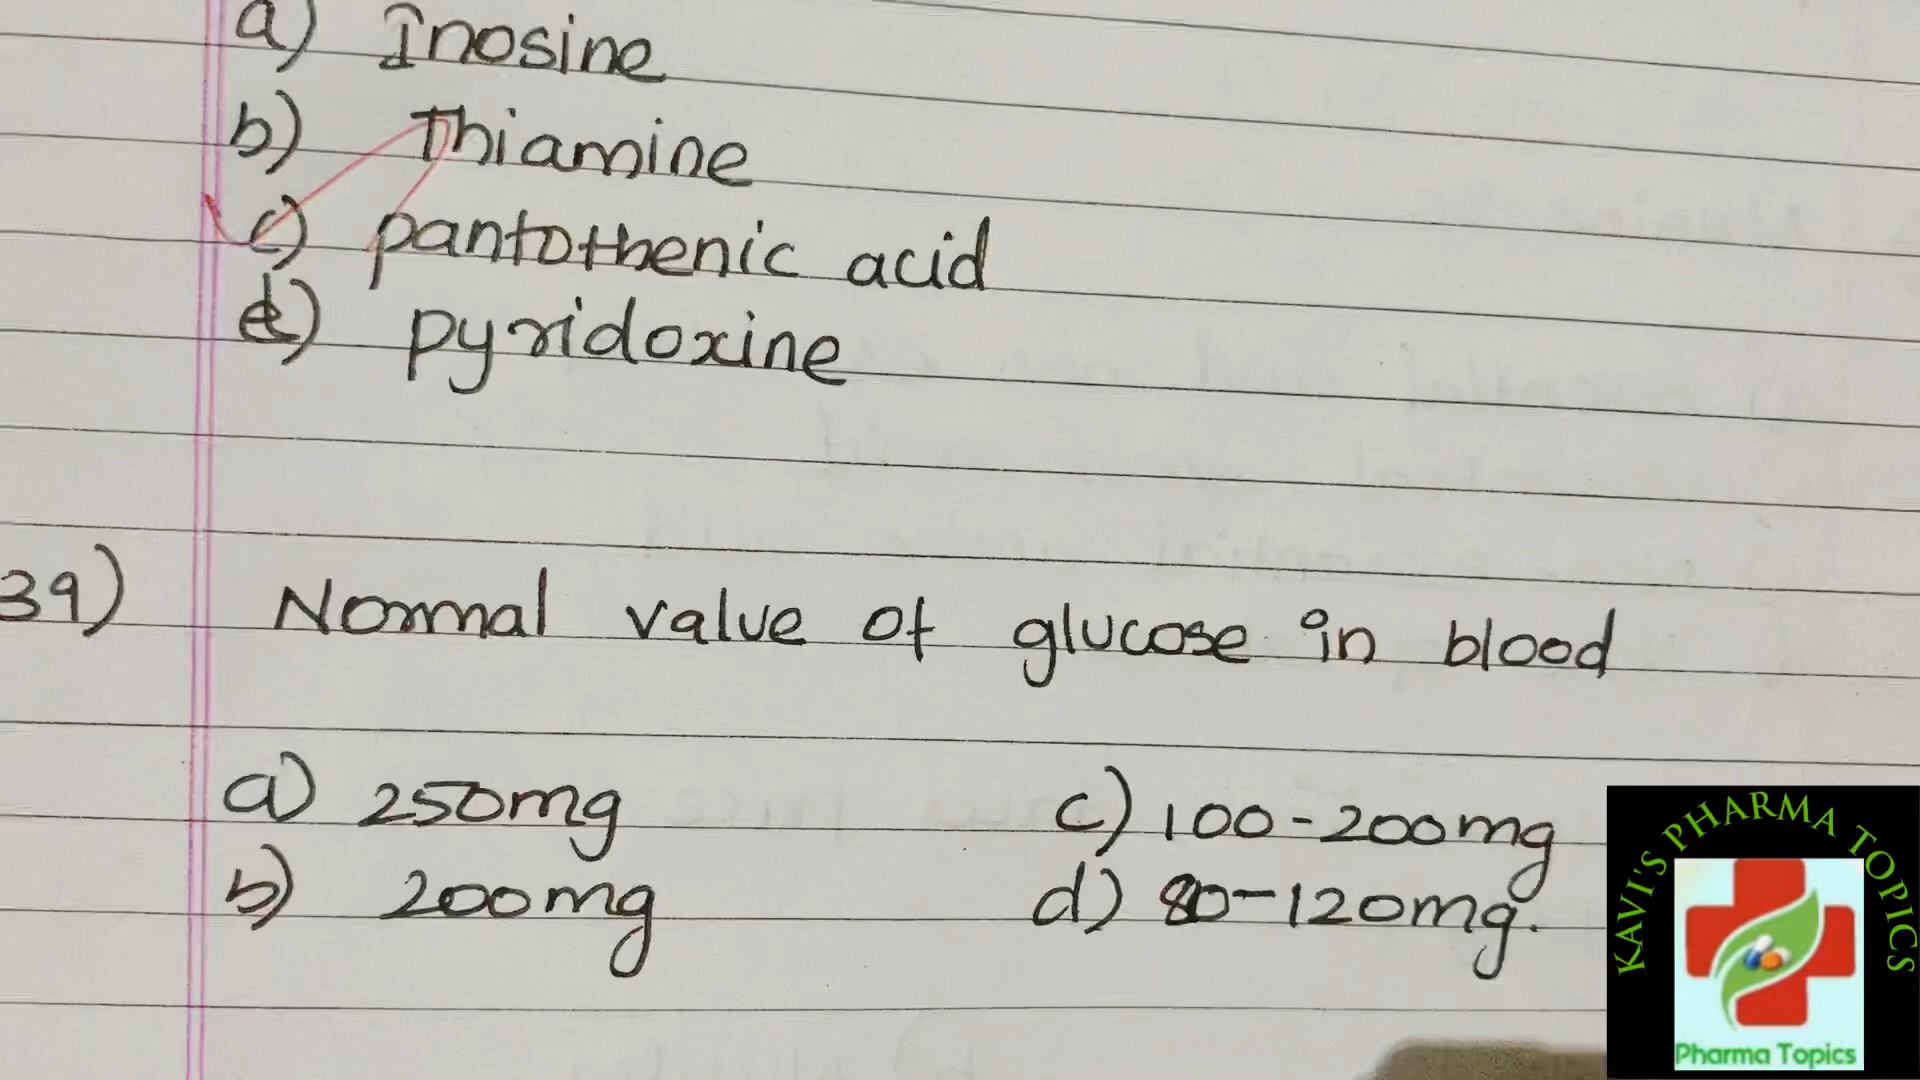 a) Inosine
b) Thiamine
c) pantothenic acid
d) pyridoxine
39) Normal value of glucose in blood
a) 250mg
c) 100-200mg
b) 200mg
d) 80-120mg.
KAVI'S PHARMA TOPICS
Pharma Topics